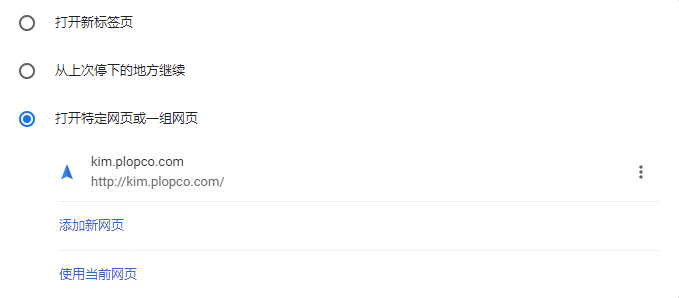 打开新标签页
从上次停下的地方继续
打开特定网页或一组网页
kim.plopco.com
http://kim.plopco.com/
添加新网页
使用当前网页